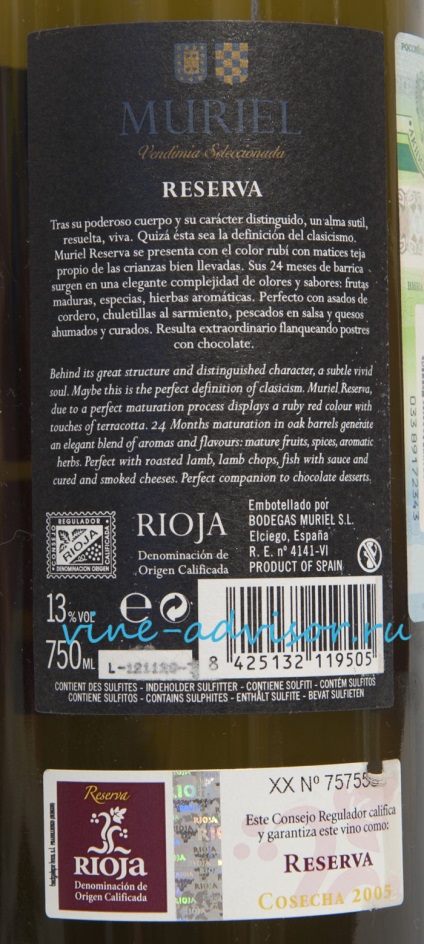 MURIEL
Vendimia Seleccionada
RESERVA
Tras su poderoso cuerpo y su carácter distinguido, un alma sutil,
resuelta, viva. Quizá ésta sea la definición del clasicismo.
Muriel Reserva se presenta con el color rubí con matices teja
propio de las crianzas bien llevadas. Sus 24 meses de barrica
surgen en una elegante complejidad de olores y sabores: frutas
maduras, especias, hierbas aromáticas. Perfecto con asados de
cordero, chuletillas al sarmiento, pescados en salsa y quesos
ahumados y curados. Resulta extraordinario flanqueando postres
con chocolate.
Behind its great structure and distinguished character, a subtle vivid
soul. Maybe this is the perfect definition of clasicism. Muriel Reserva,
due to a perfect maturation process displays a ruby red colour with
touches of terracotta. 24 Months maturation in oak barrels generate
an elegant blend of aromas and flavours: mature fruits, spices, aromatic
herbs. Perfect with roasted lamb, lamb chops, fish with sauce and
cured and smoked cheeses. Perfect companion to chocolate desserts.
REGULADOR
CONSEJO
RIOJA
CALIFICADA
DENOMINACION ORIGEN
RIOJA
Denominación de
Origen Calificada
Embotellado por
BODEGAS MURIEL S.L.
Elciego, España
R. E. nº 4141-VI
PRODUCT OF SPAIN
13% VOL
e
750 ML
vine-advisor.ru
8 425132 119505
CONTIENT DES SULFITES - INDEHOLDER SULFITTER - CONTIENE SOLFITI - CONTÉM SULFITOS
CONTIENE SULFITOS - CONTAINS SULPHITES - ENTHÄLT SULFITE - BEVAT SULFIETEN
033 89172343
Reserva
RIOJA
Denominación de
Origen Calificada
XX Nº 75755
Este Consejo Regulador califica
y garantiza este vino como:
RESERVA
COSECHA 2005